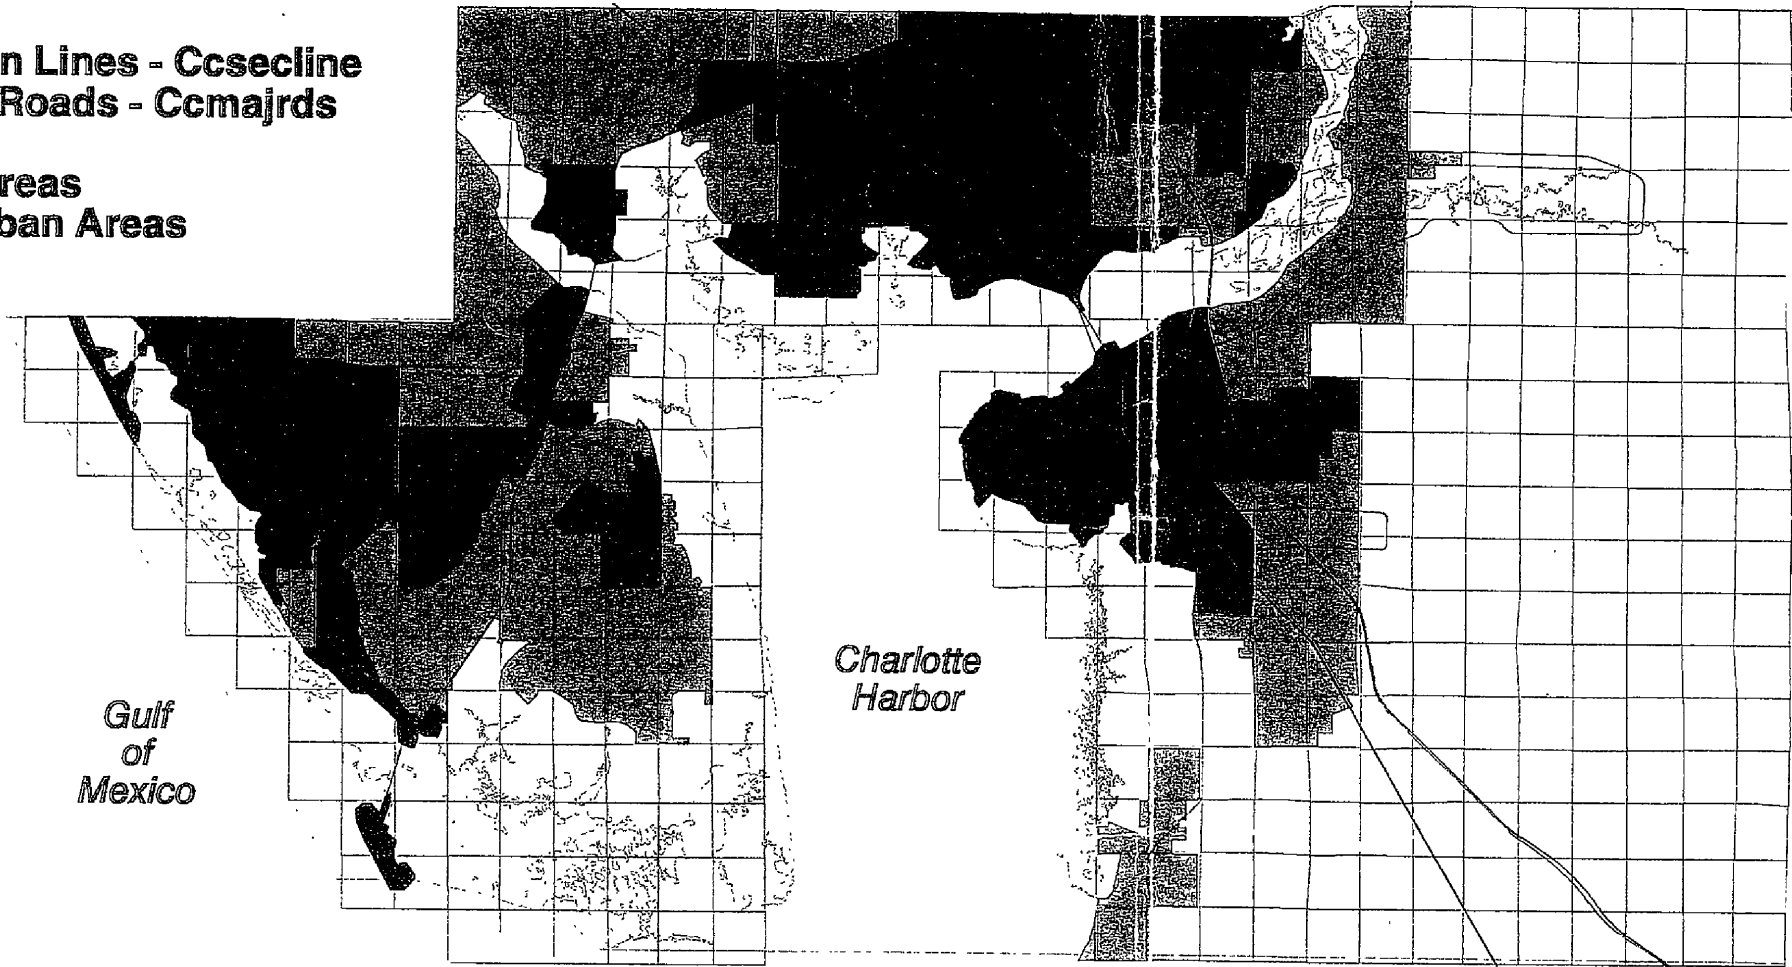 n Lines - Ccsecline
Roads - Ccmajrds
reas
ban Areas
Charlotte
Harbor
Gulf
of
Mexico